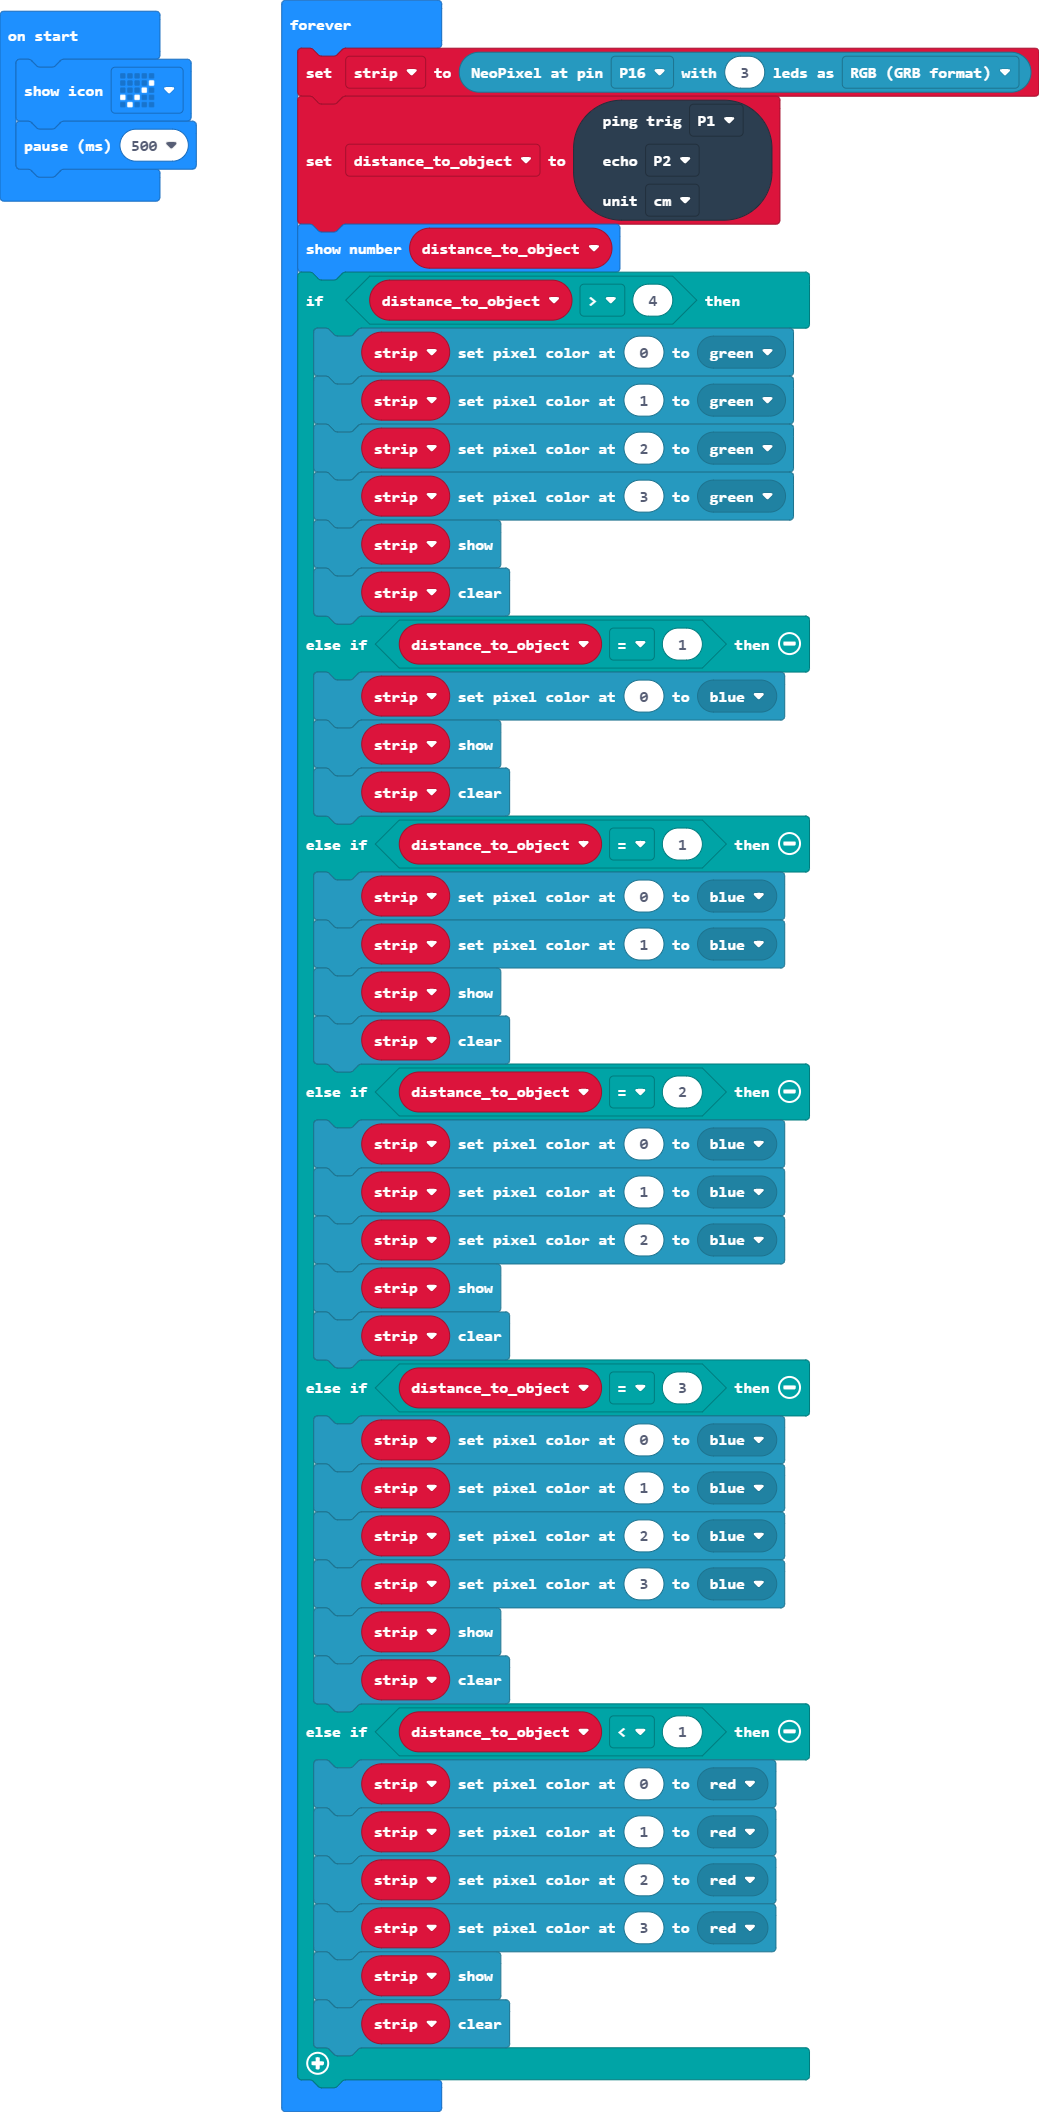 on start
show icon
pause (ms) 500
forever
set strip to NeoPixel at pin P16 with 3 leds as RGB (GRB format)
set distance_to_object to ping trig P1
echo P2
unit cm
show number distance_to_object
if distance_to_object > 4 then
strip set pixel color at 0 to green
strip set pixel color at 1 to green
strip set pixel color at 2 to green
strip set pixel color at 3 to green
strip show
strip clear
else if distance_to_object = 1 then
strip set pixel color at 0 to blue
strip show
strip clear
else if distance_to_object = 1 then
strip set pixel color at 0 to blue
strip set pixel color at 1 to blue
strip show
strip clear
else if distance_to_object = 2 then
strip set pixel color at 0 to blue
strip set pixel color at 1 to blue
strip set pixel color at 2 to blue
strip show
strip clear
else if distance_to_object = 3 then
strip set pixel color at 0 to blue
strip set pixel color at 1 to blue
strip set pixel color at 2 to blue
strip set pixel color at 3 to blue
strip show
strip clear
else if distance_to_object < 1 then
strip set pixel color at 0 to red
strip set pixel color at 1 to red
strip set pixel color at 2 to red
strip set pixel color at 3 to red
strip show
strip clear